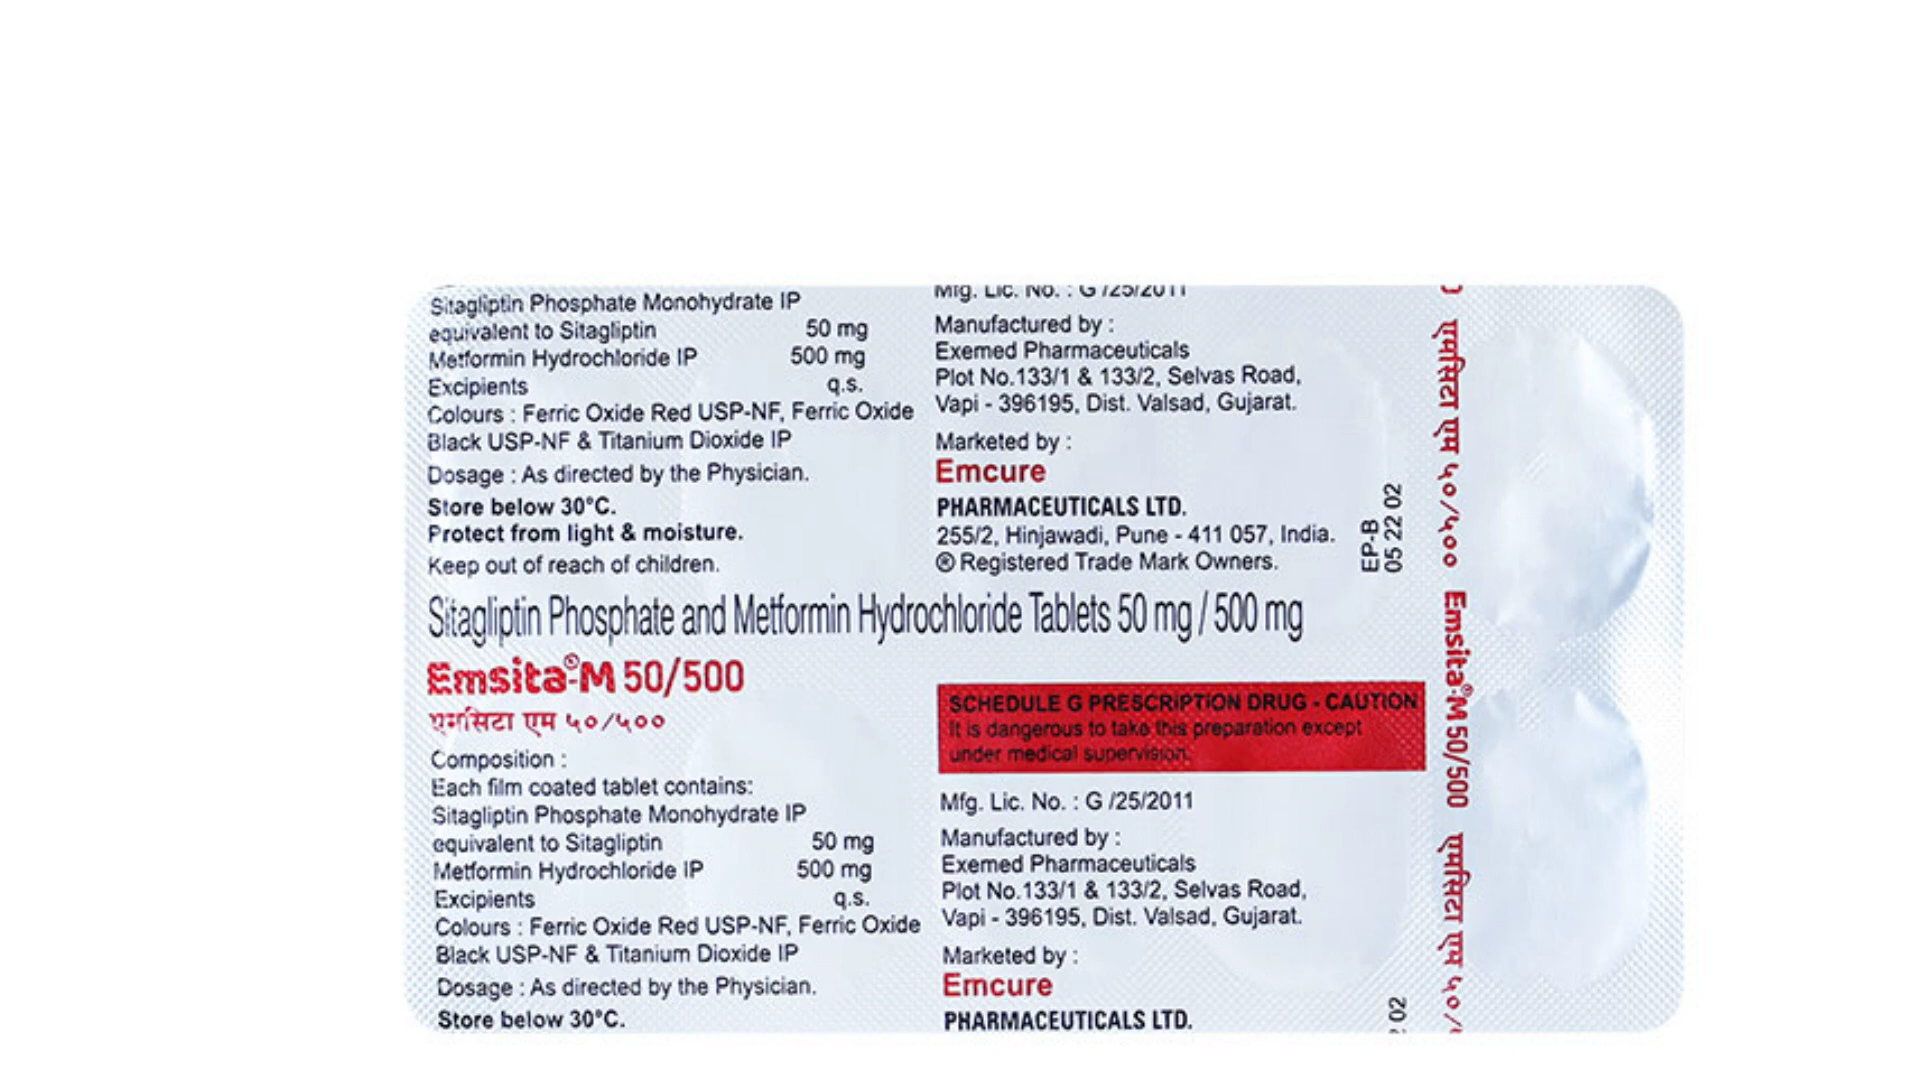 Sitagliptin Phosphate Monohydrate IP
equivalent to Sitagliptin 50 mg
Metformin Hydrochloride IP 500 mg
Excipients q.s.
Colours : Ferric Oxide Red USP-NF, Ferric Oxide
Black USP-NF & Titanium Dioxide IP
Dosage : As directed by the Physician.
Store below 30°C.
Protect from light & moisture.
Keep out of reach of children.
Mfg. Lic. No. : G /25/2011
Manufactured by :
Exemed Pharmaceuticals
Plot No.133/1 & 133/2, Selvas Road,
Vapi - 396195, Dist. Valsad, Gujarat.
Marketed by :
Emcure
PHARMACEUTICALS LTD.
255/2, Hinjawadi, Pune - 411 057, India.
® Registered Trade Mark Owners.
EP-B
05 22 02
Sitagliptin Phosphate and Metformin Hydrochloride Tablets 50 mg / 500 mg
Emsita®-M 50/500
एमसिटा एम ५०/५००
Composition :
Each film coated tablet contains:
Sitagliptin Phosphate Monohydrate IP
equivalent to Sitagliptin 50 mg
Metformin Hydrochloride IP 500 mg
Excipients q.s.
Colours : Ferric Oxide Red USP-NF, Ferric Oxide
Black USP-NF & Titanium Dioxide IP
Dosage : As directed by the Physician.
Store below 30°C.
SCHEDULE G PRESCRIPTION DRUG - CAUTION
It is dangerous to take this preparation except
under medical supervision.
Mfg. Lic. No. : G /25/2011
Manufactured by :
Exemed Pharmaceuticals
Plot No.133/1 & 133/2, Selvas Road,
Vapi - 396195, Dist. Valsad, Gujarat.
Marketed by :
Emcure
PHARMACEUTICALS LTD.
02
एमसिटा एम ५०/५०० Emsita®-M 50/500 एमसिटा एम ५०/